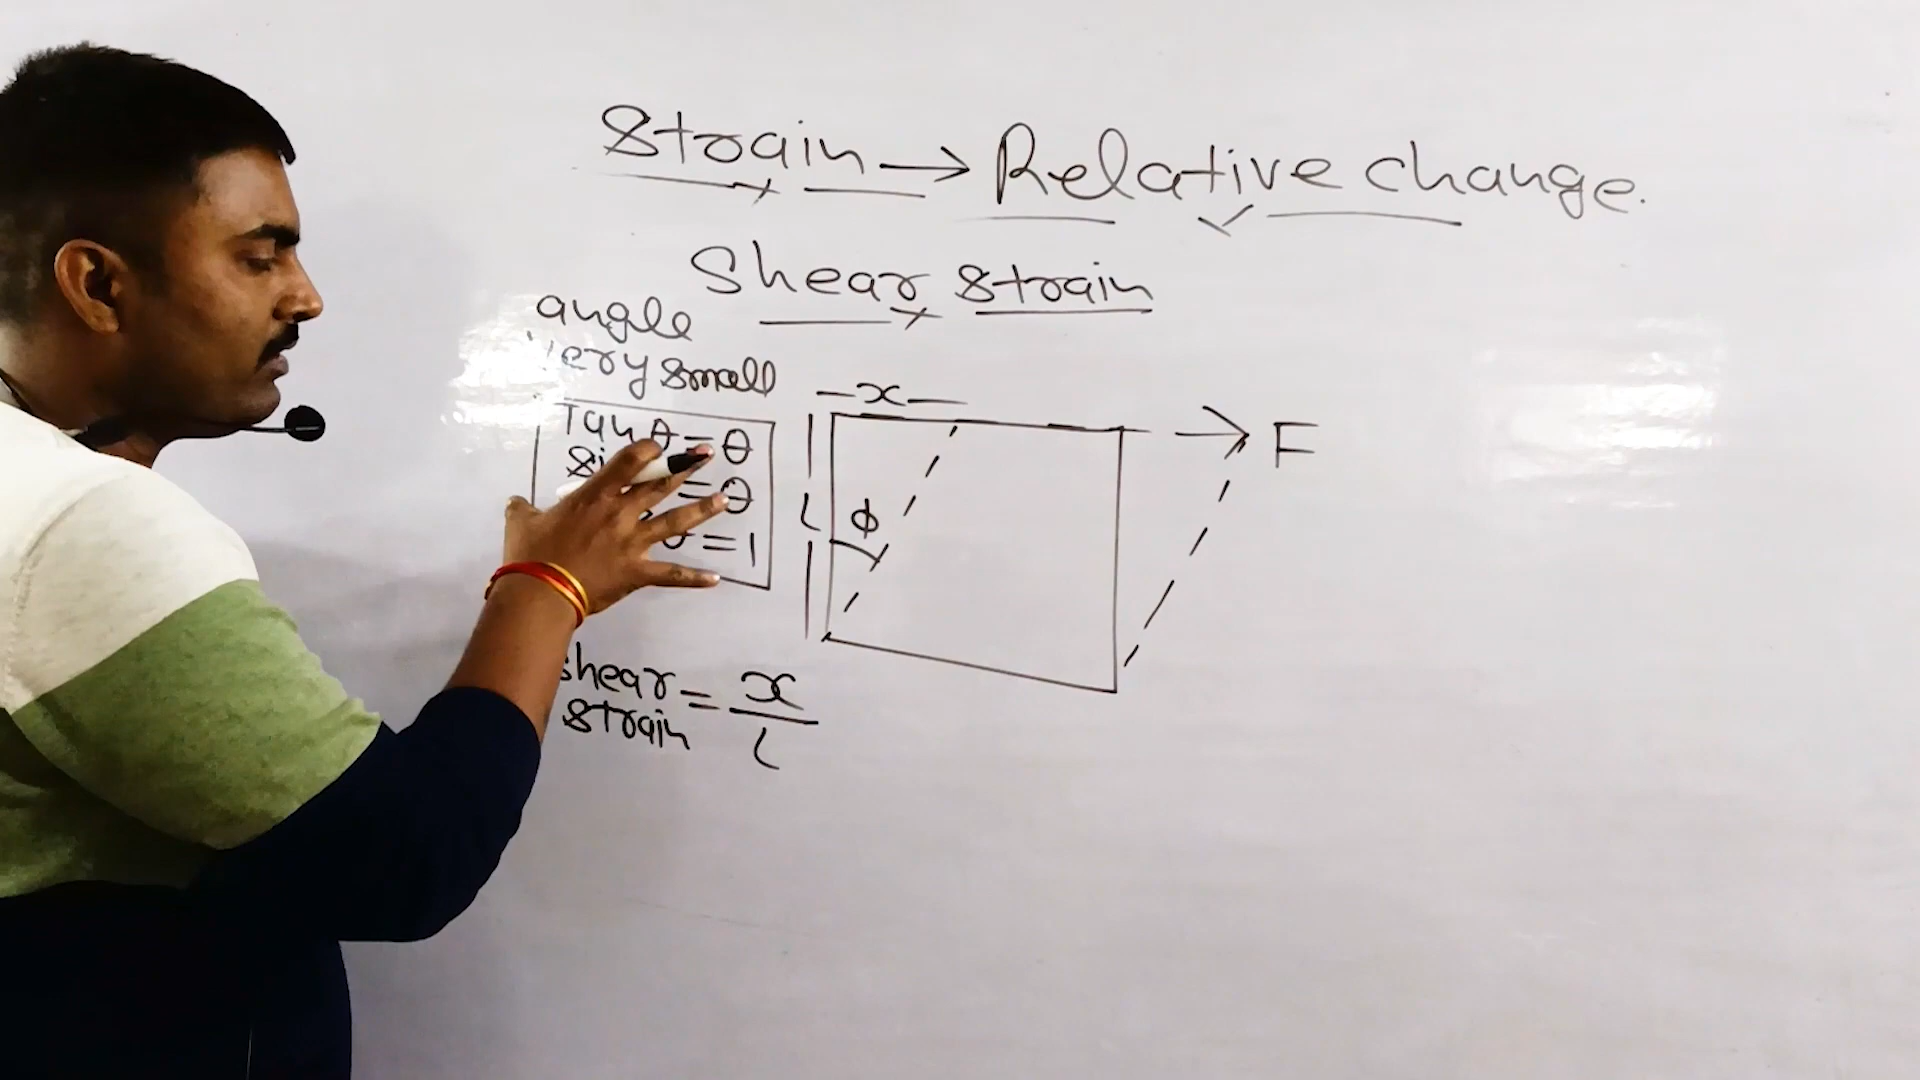 Strain → Relative change.
Shear strain
angle
very small
Tan θ = θ
= θ
θ = 1
x
L
ϕ
F
shear strain = x/L